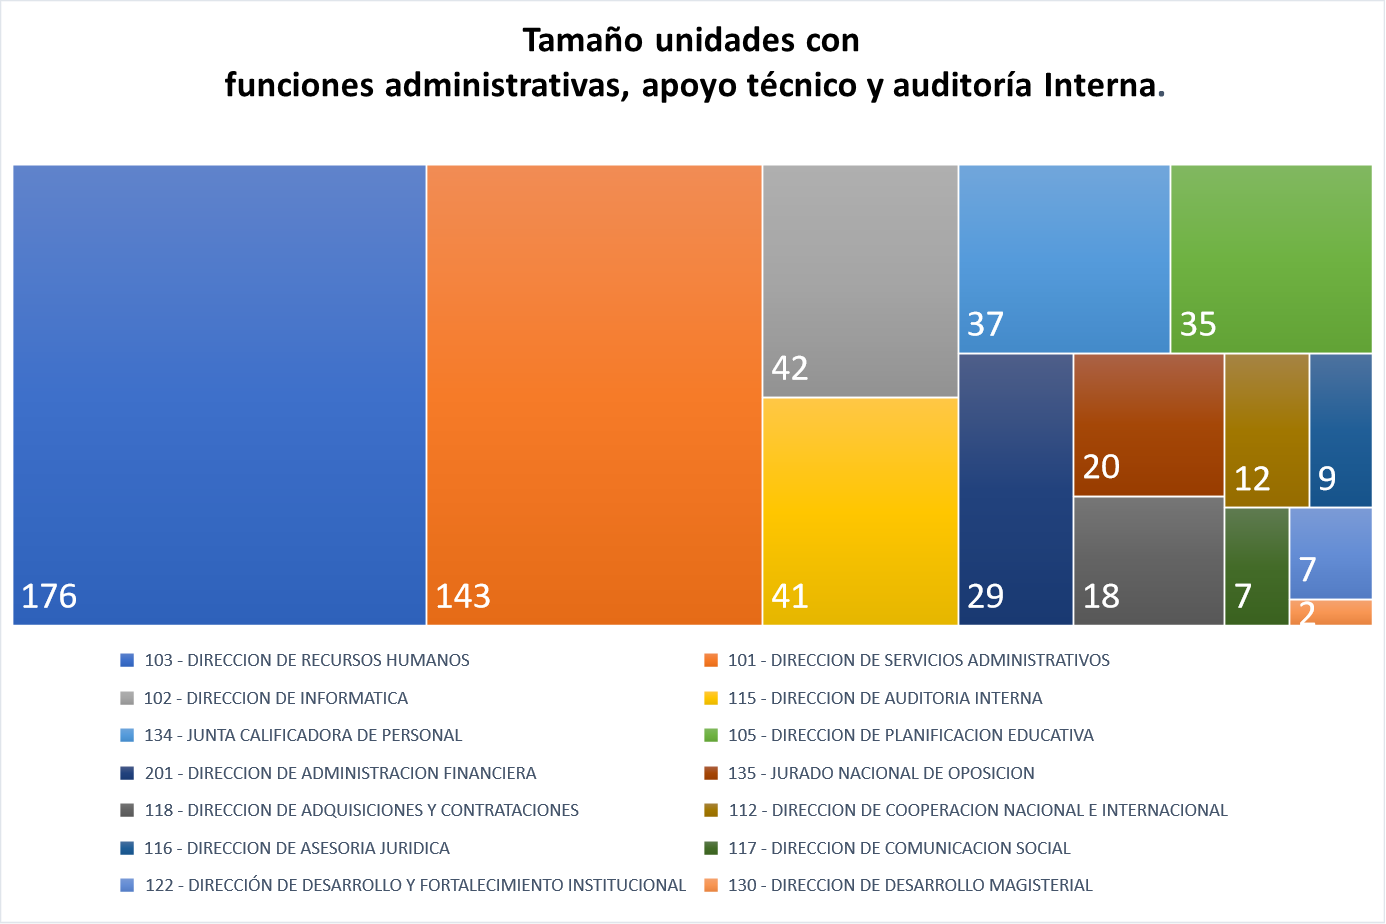 Tamaño unidades con
funciones administrativas, apoyo técnico y auditoría Interna.
176
143
42
41
37
35
29
20
18
12
9
7
7
2
103 - DIRECCION DE RECURSOS HUMANOS
101 - DIRECCION DE SERVICIOS ADMINISTRATIVOS
102 - DIRECCION DE INFORMATICA
115 - DIRECCION DE AUDITORIA INTERNA
134 - JUNTA CALIFICADORA DE PERSONAL
105 - DIRECCION DE PLANIFICACION EDUCATIVA
201 - DIRECCION DE ADMINISTRACION FINANCIERA
135 - JURADO NACIONAL DE OPOSICION
118 - DIRECCION DE ADQUISICIONES Y CONTRATACIONES
112 - DIRECCION DE COOPERACION NACIONAL E INTERNACIONAL
116 - DIRECCION DE ASESORIA JURIDICA
117 - DIRECCION DE COMUNICACION SOCIAL
122 - DIRECCIÓN DE DESARROLLO Y FORTALECIMIENTO INSTITUCIONAL
130 - DIRECCION DE DESARROLLO MAGISTERIAL